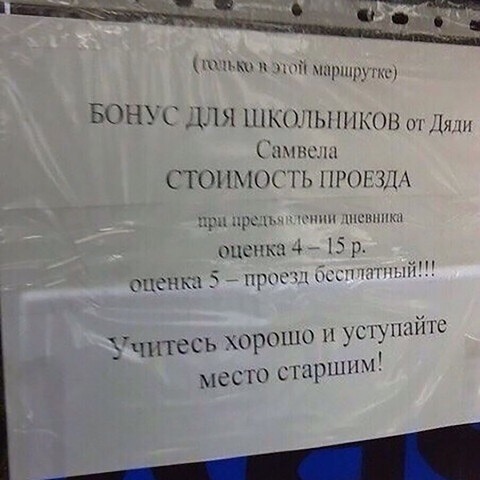 (только в этой маршрутке)
БОНУС ДЛЯ ШКОЛЬНИКОВ от Дяди
Самвела
СТОИМОСТЬ ПРОЕЗДА
при предъявлении дневника
оценка 4 – 15 р.
оценка 5 – проезд бесплатный!!!
Учитесь хорошо и уступайте
место старшим!